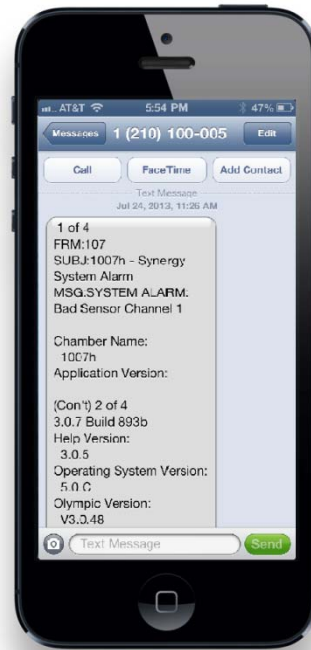 AT&T 5:54 PM 47%
Messages 1 (210) 100-005 Edit
Call FaceTime Add Contact
Text Message
Jul 24, 2013, 11:26 AM
1 of 4
FRM:107
SUBJ:1007h - Synergy
System Alarm
MSG:SYSTEM ALARM:
Bad Sensor Channel 1
Chamber Name:
1007h
Application Version:
(Con't) 2 of 4
3.0.7 Build 893b
Help Version:
3.0.5
Operating System Version:
5.0.C
Olympic Version:
V3.0.48
Text Message Send